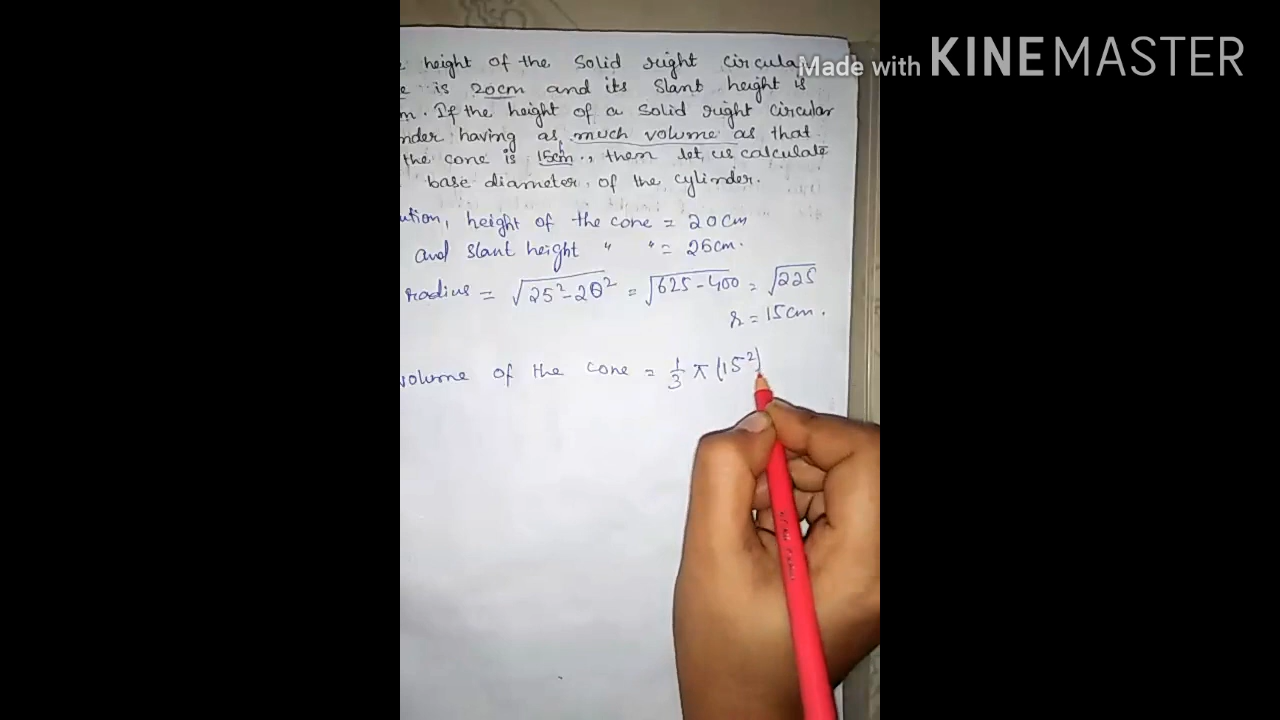 Made with KINEMASTER
height of the Solid right circula
is 20cm and its Slant height is
m. If the height of a Solid right circular
nder having as much volume as that
the cone is 15cm., then let us calculate
base diameter of the cylinder.
ution, height of the cone = 20cm
and slant height " " = 26cm.
radius = √25²-20² = √625-400 = √225
r = 15cm.
volume of the cone = 1/3 π (15²)